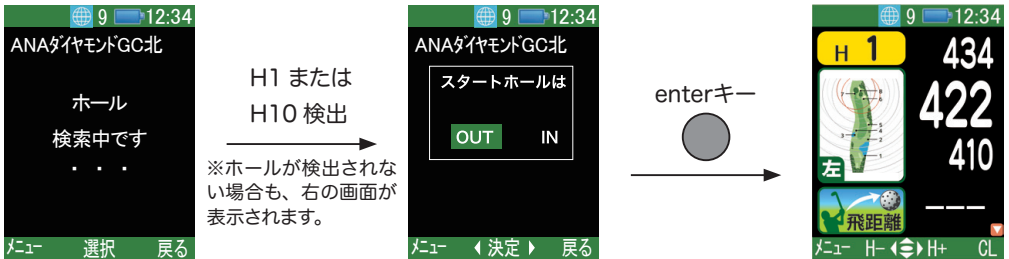 9 12:34
ANAﾀﾞｲﾔﾓﾝﾄﾞGC北
ホール
検索中です
・・・
ﾒﾆｭｰ 選択 戻る
H1 または
H10 検出
※ホールが検出されな
い場合も、右の画面が
表示されます。
9 12:34
ANAﾀﾞｲﾔﾓﾝﾄﾞGC北
スタートホールは
OUT IN
ﾒﾆｭｰ 決定 戻る
enterキー
9 12:34
H 1
434
422
410
左
飛距離
---
ﾒﾆｭｰ H- H+ CL